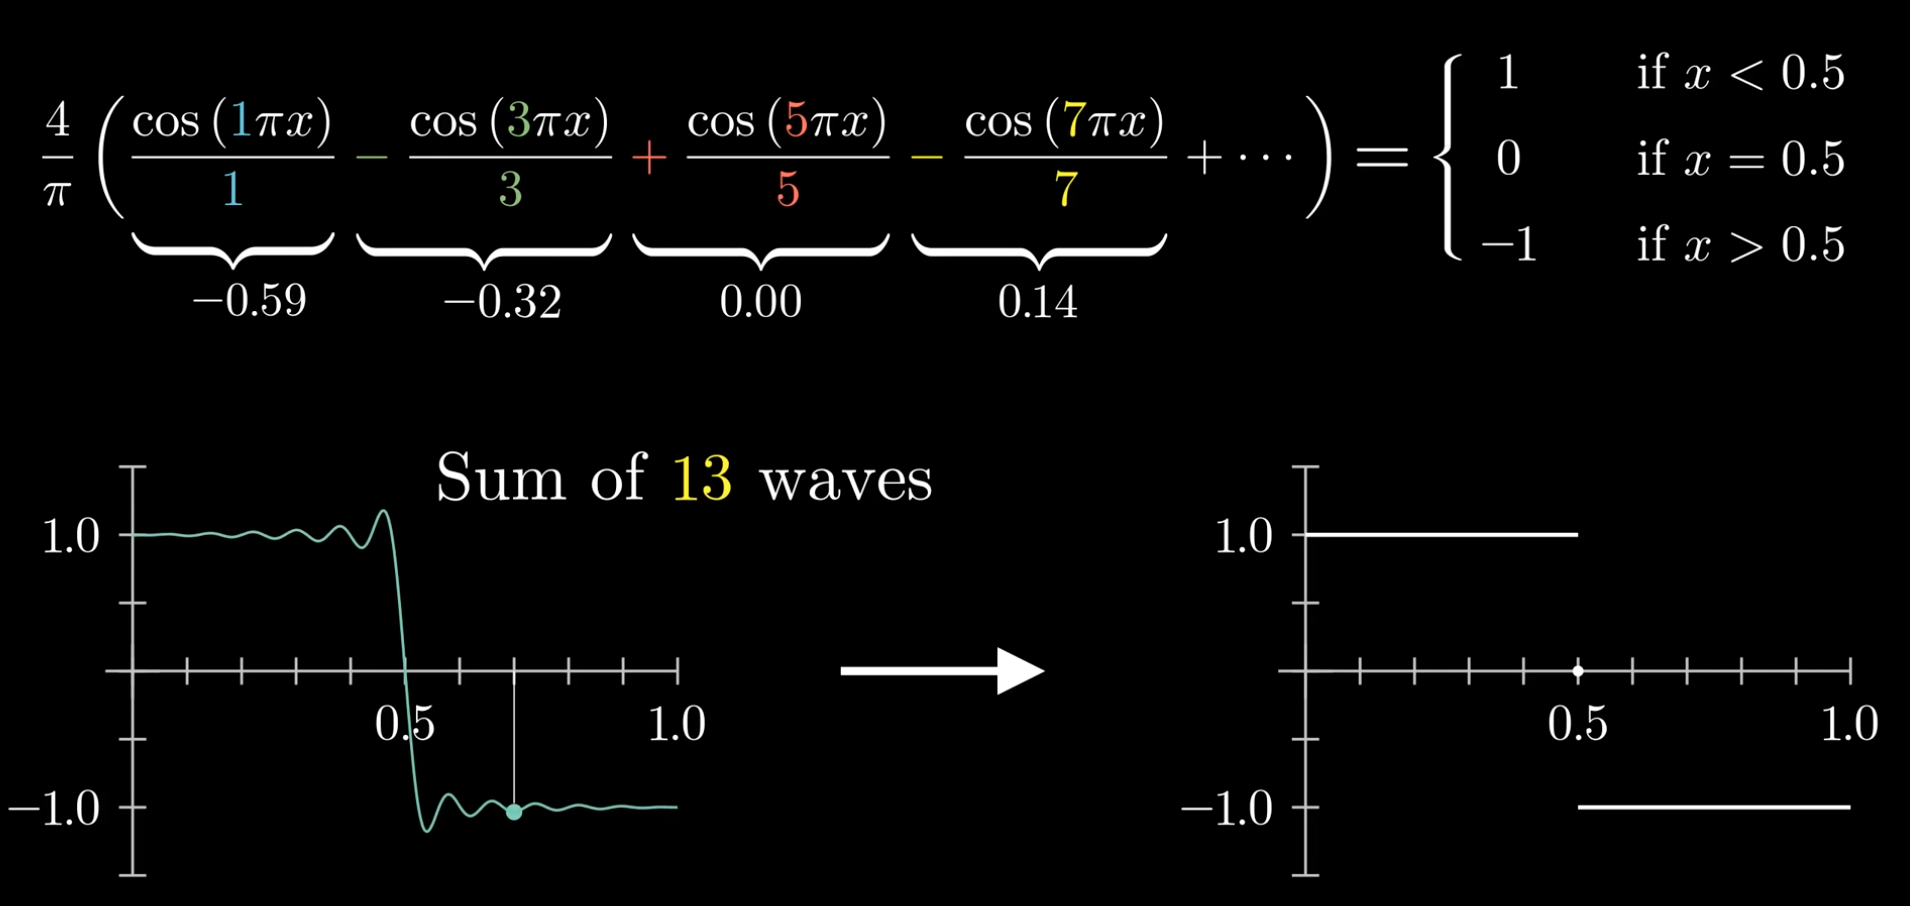 4/π ( cos (1πx)/1 − cos (3πx)/3 + cos (5πx)/5 − cos (7πx)/7 + ··· ) = { 1 if x < 0.5
0 if x = 0.5
−1 if x > 0.5
−0.59 −0.32 0.00 0.14
Sum of 13 waves
1.0
0.5
1.0
−1.0
1.0
0.5
1.0
−1.0